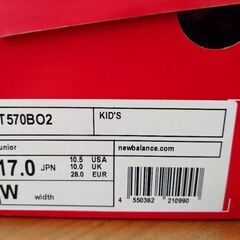 T570BO2
KID'S
unior
newbalance.com
17.0 JPN
10.5 USA
10.0 UK
28.0 EUR
W width
4 550362 210990